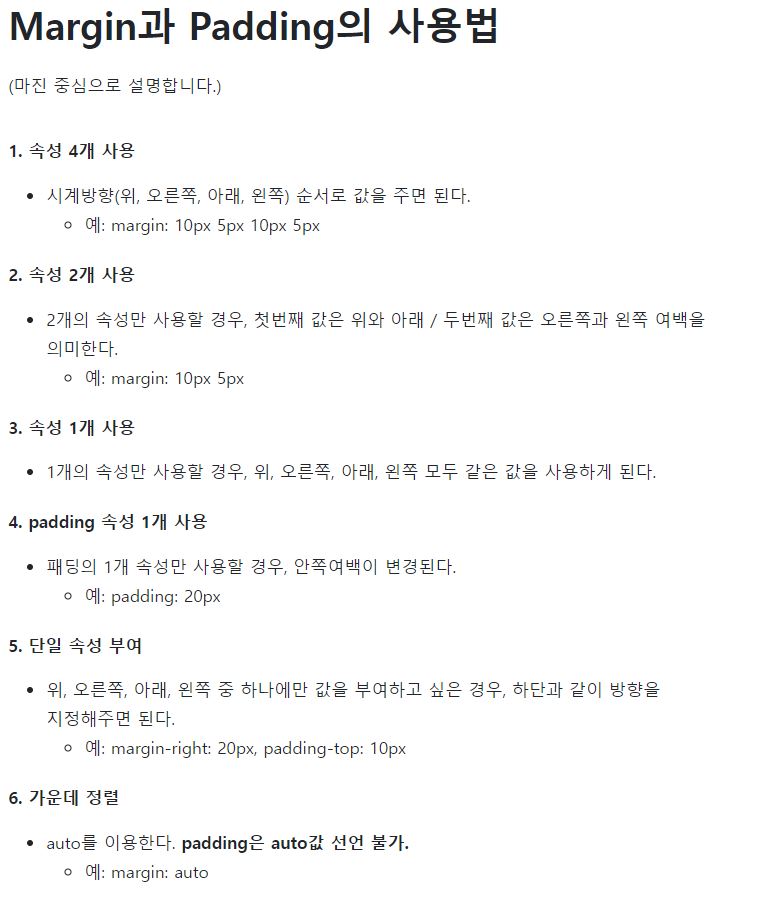 Margin과 Padding의 사용법
(마진 중심으로 설명합니다.)
1. 속성 4개 사용
• 시계방향(위, 오른쪽, 아래, 왼쪽) 순서로 값을 주면 된다.
◦ 예: margin: 10px 5px 10px 5px
2. 속성 2개 사용
• 2개의 속성만 사용할 경우, 첫번째 값은 위와 아래 / 두번째 값은 오른쪽과 왼쪽 여백을
의미한다.
◦ 예: margin: 10px 5px
3. 속성 1개 사용
• 1개의 속성만 사용할 경우, 위, 오른쪽, 아래, 왼쪽 모두 같은 값을 사용하게 된다.
4. padding 속성 1개 사용
• 패딩의 1개 속성만 사용할 경우, 안쪽여백이 변경된다.
◦ 예: padding: 20px
5. 단일 속성 부여
• 위, 오른쪽, 아래, 왼쪽 중 하나에만 값을 부여하고 싶은 경우, 하단과 같이 방향을
지정해주면 된다.
◦ 예: margin-right: 20px, padding-top: 10px
6. 가운데 정렬
• auto를 이용한다. padding은 auto값 선언 불가.
◦ 예: margin: auto